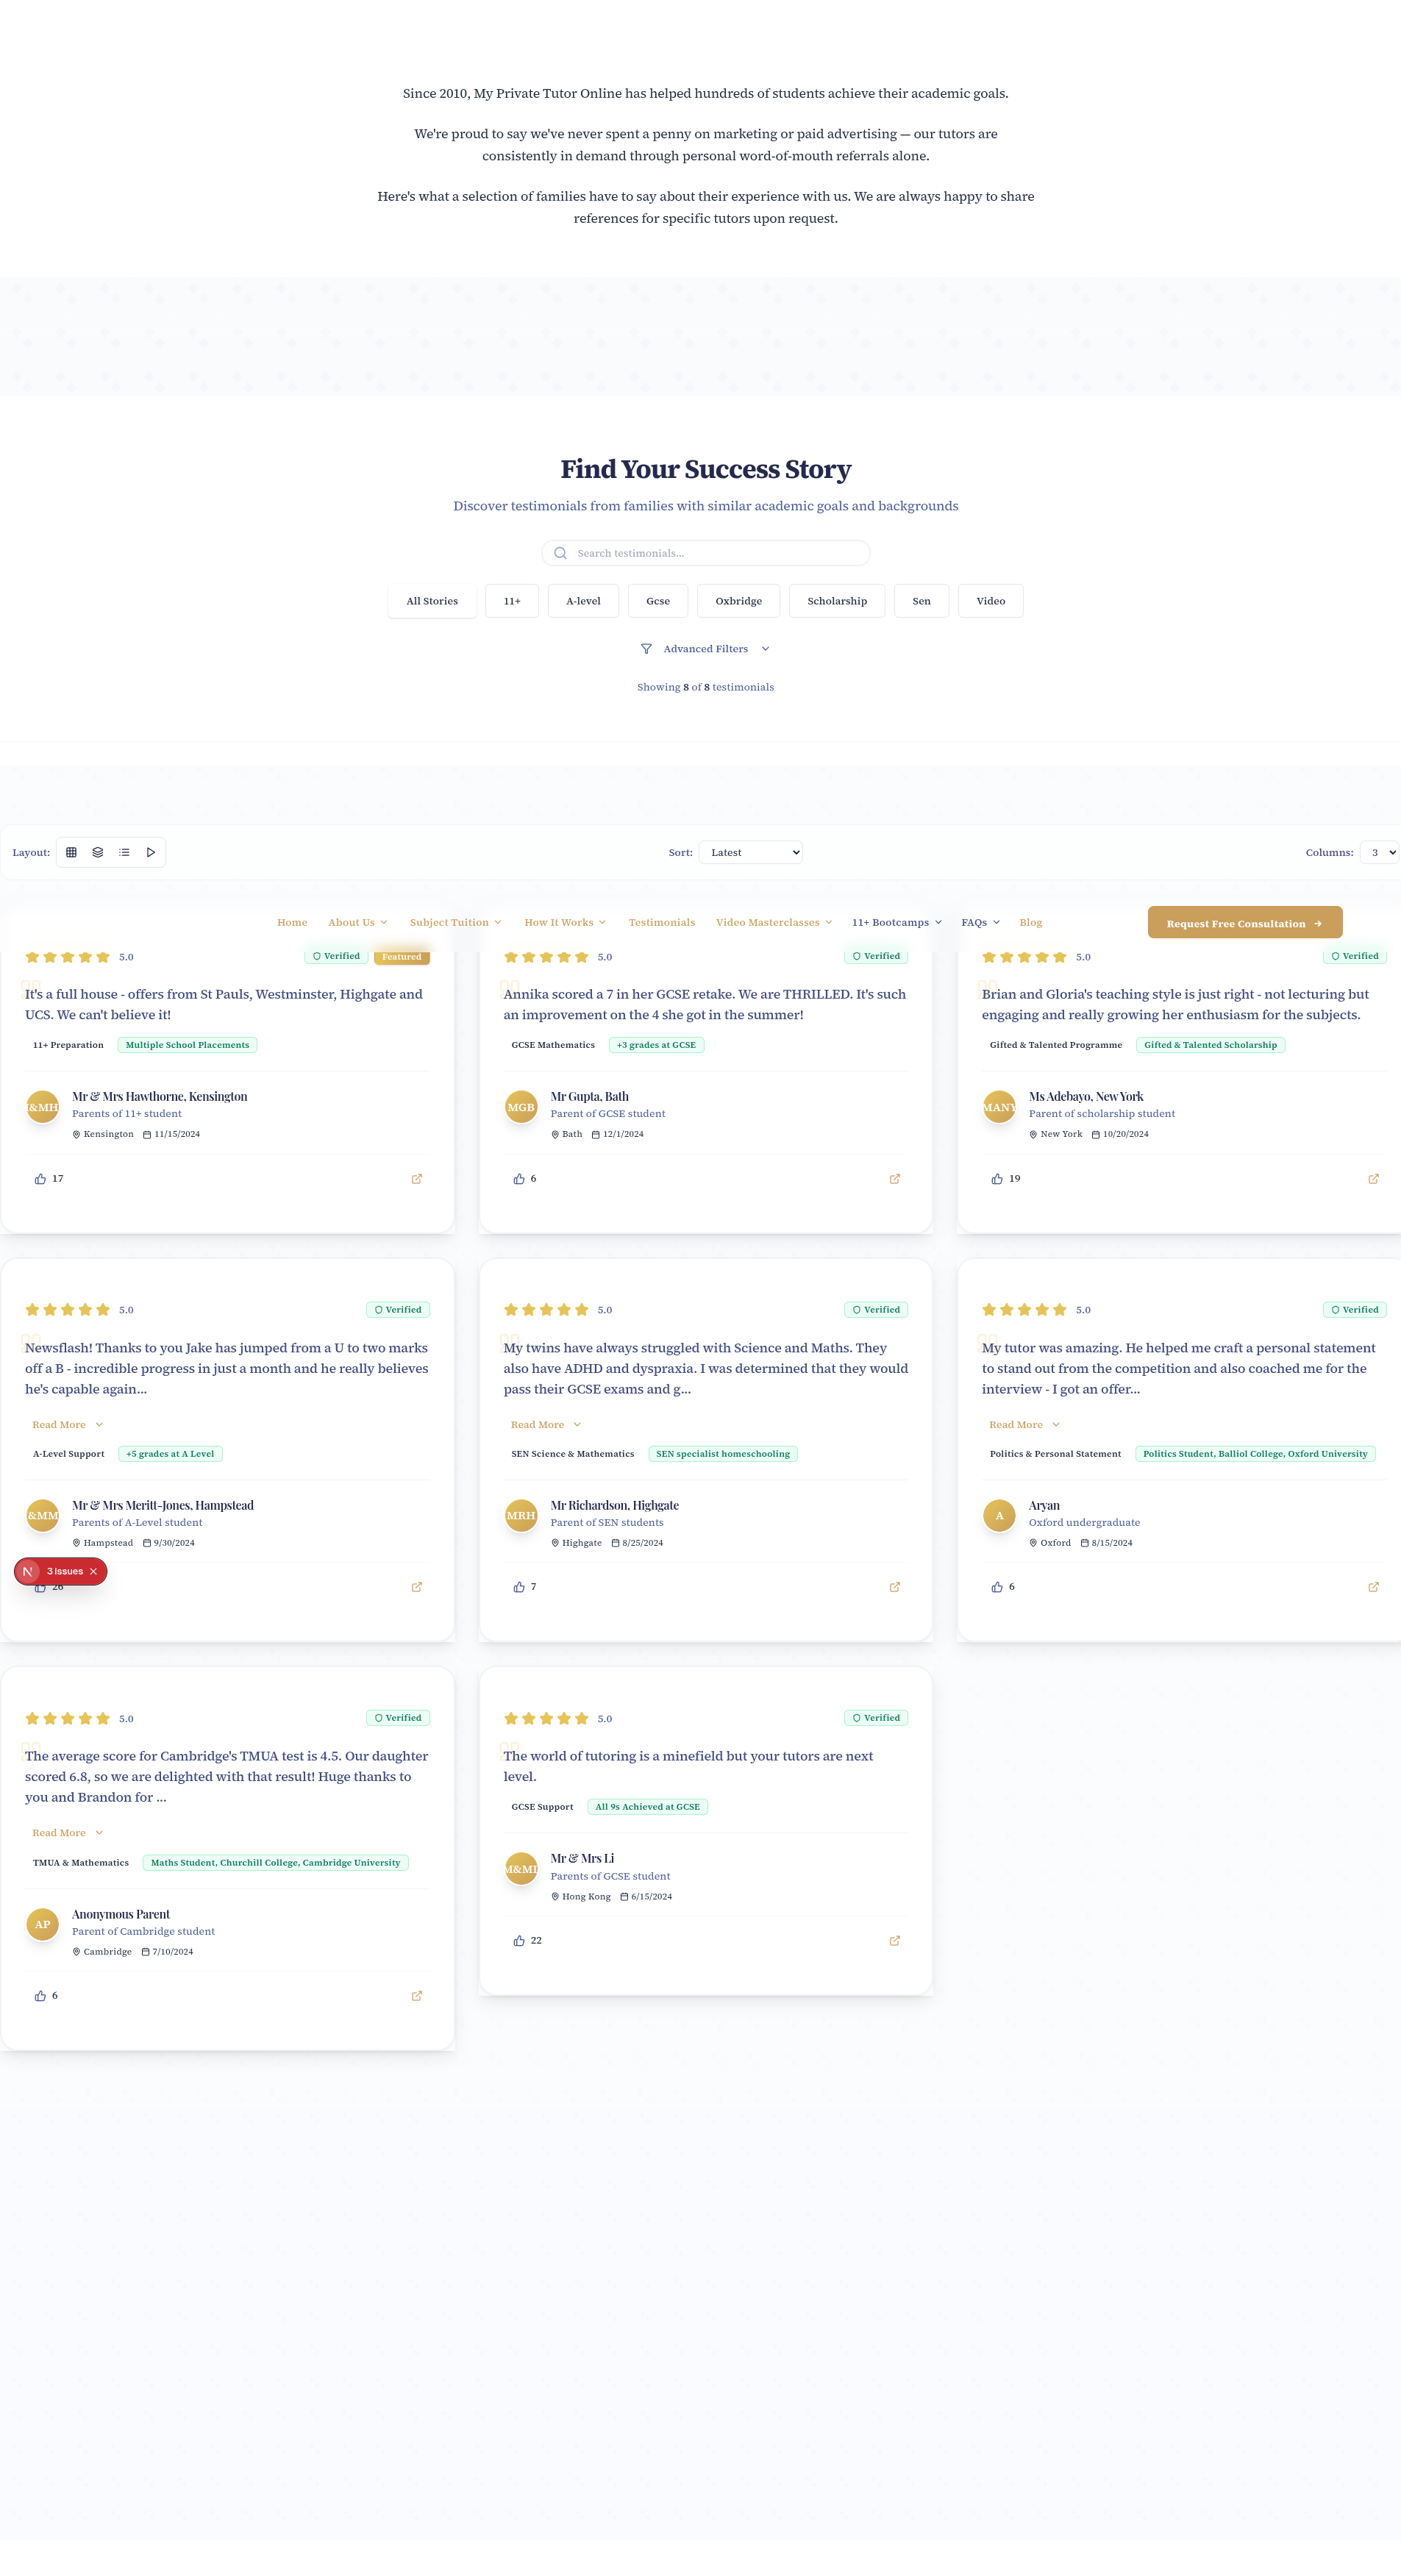 Since 2010, My Private Tutor Online has helped hundreds of students achieve their academic goals.
We're proud to say we've never spent a penny on marketing or paid advertising — our tutors are
consistently in demand through personal word-of-mouth referrals alone.
Here's what a selection of families have to say about their experience with us. We are always happy to share
references for specific tutors upon request.
Find Your Success Story
Discover testimonials from families with similar academic goals and backgrounds
Search testimonials...
All Stories 11+ A-level Gcse Oxbridge Scholarship Sen Video
Advanced Filters
Showing 8 of 8 testimonials
Layout: Sort: Latest Columns: 3
Home About Us Subject Tuition How It Works Testimonials Video Masterclasses 11+ Bootcamps FAQs Blog Request Free Consultation
5.0 Verified Featured
It's a full house - offers from St Pauls, Westminster, Highgate and
UCS. We can't believe it!
11+ Preparation Multiple School Placements
&MH Mr & Mrs Hawthorne, Kensington
Parents of 11+ student
Kensington 11/15/2024
17
5.0 Verified
Annika scored a 7 in her GCSE retake. We are THRILLED. It's such
an improvement on the 4 she got in the summer!
GCSE Mathematics +3 grades at GCSE
MGB Mr Gupta, Bath
Parent of GCSE student
Bath 12/1/2024
6
5.0 Verified
Brian and Gloria's teaching style is just right - not lecturing but
engaging and really growing her enthusiasm for the subjects.
Gifted & Talented Programme Gifted & Talented Scholarship
MANY Ms Adebayo, New York
Parent of scholarship student
New York 10/20/2024
19
5.0 Verified
Newsflash! Thanks to you Jake has jumped from a U to two marks
off a B - incredible progress in just a month and he really believes
he's capable again...
Read More
A-Level Support +5 grades at A Level
&MM Mr & Mrs Meritt-Jones, Hampstead
Parents of A-Level student
Hampstead 9/30/2024
N 3 Issues
26
5.0 Verified
My twins have always struggled with Science and Maths. They
also have ADHD and dyspraxia. I was determined that they would
pass their GCSE exams and g...
Read More
SEN Science & Mathematics SEN specialist homeschooling
MRH Mr Richardson, Highgate
Parent of SEN students
Highgate 8/25/2024
7
5.0 Verified
My tutor was amazing. He helped me craft a personal statement
to stand out from the competition and also coached me for the
interview - I got an offer...
Read More
Politics & Personal Statement Politics Student, Balliol College, Oxford University
A Aryan
Oxford undergraduate
Oxford 8/15/2024
6
5.0 Verified
The average score for Cambridge's TMUA test is 4.5. Our daughter
scored 6.8, so we are delighted with that result! Huge thanks to
you and Brandon for ...
Read More
TMUA & Mathematics Maths Student, Churchill College, Cambridge University
AP Anonymous Parent
Parent of Cambridge student
Cambridge 7/10/2024
6
5.0 Verified
The world of tutoring is a minefield but your tutors are next
level.
GCSE Support All 9s Achieved at GCSE
M&ML Mr & Mrs Li
Parents of GCSE student
Hong Kong 6/15/2024
22